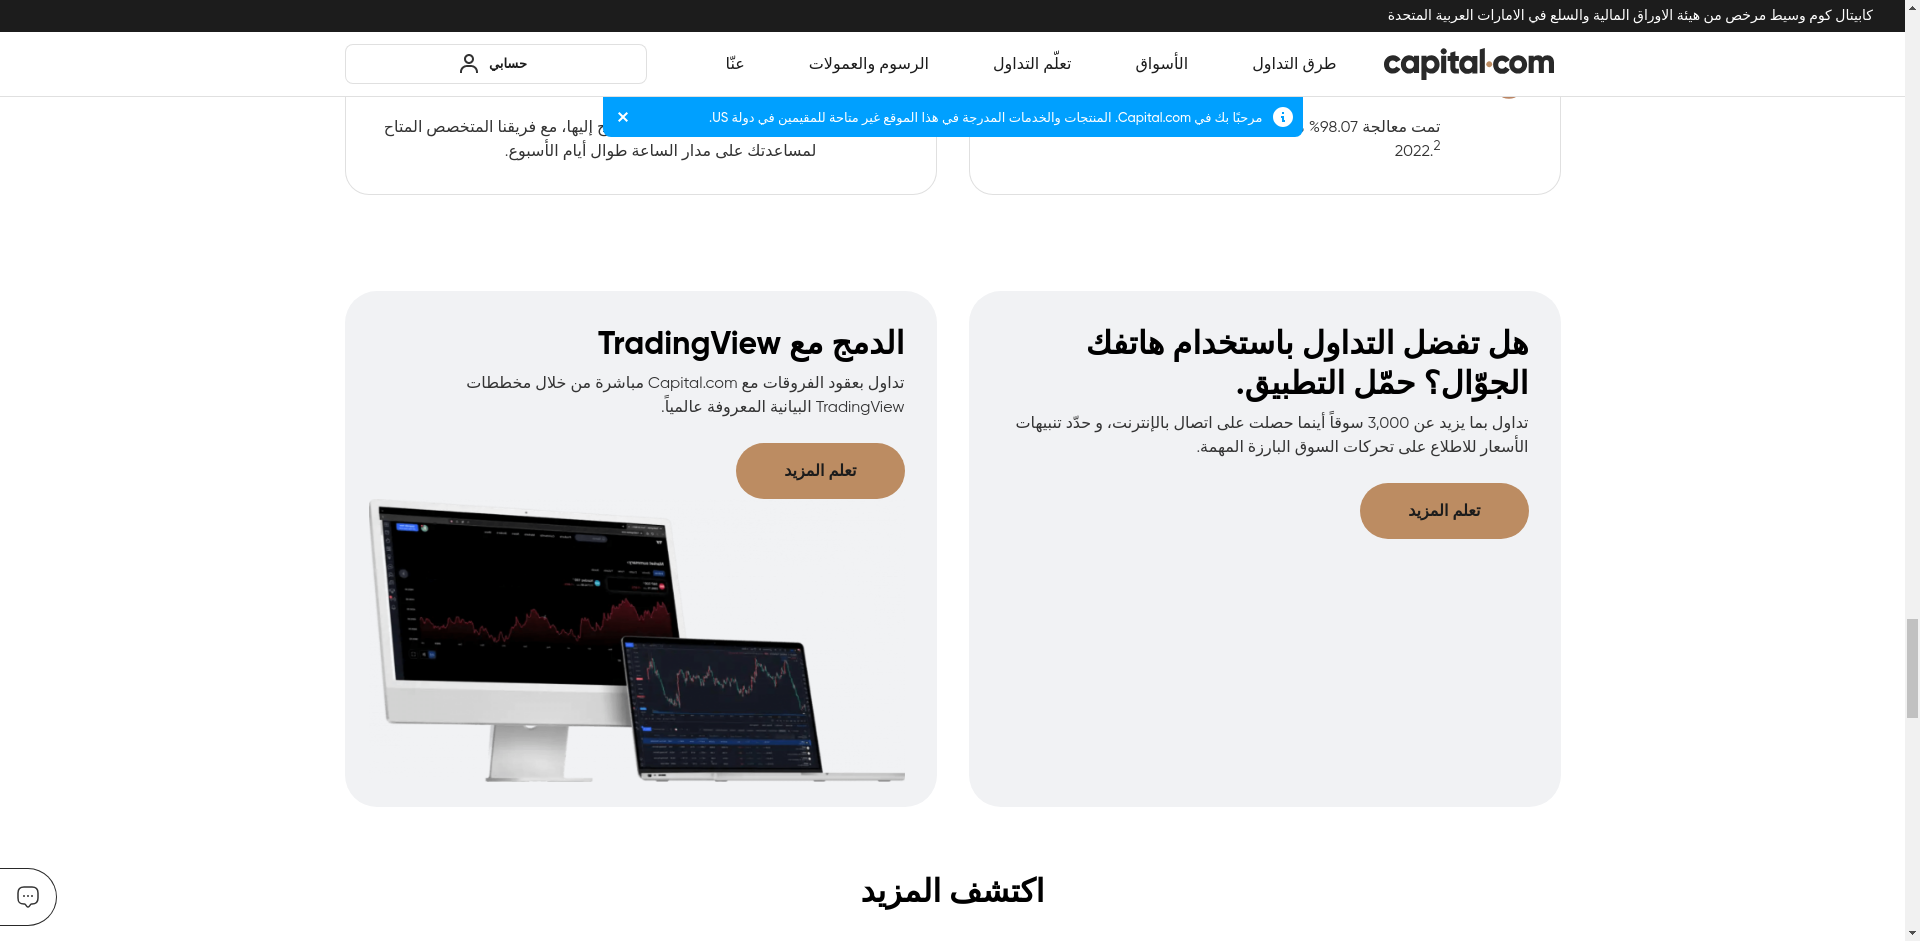 كابيتال كوم وسيط مرخص من هيئة الاوراق المالية والسلع في الامارات العربية المتحدة
capital.com
طرق التداول
الأسواق
تعلّم التداول
الرسوم والعمولات
عنّا
حسابي
مرحبًا بك في Capital.com. المنتجات والخدمات المدرجة في هذا الموقع غير متاحة للمقيمين في دولة US.
تمت معالجة 98.07%
2022.²
إليها، مع فريقنا المتخصص المتاح
لمساعدتك على مدار الساعة طوال أيام الأسبوع.
هل تفضل التداول باستخدام هاتفك
الجوّال؟ حمّل التطبيق.
تداول بما يزيد عن 3,000 سوقاً أينما حصلت على اتصال بالإنترنت، و حدّد تنبيهات
الأسعار للاطلاع على تحركات السوق البارزة المهمة.
تعلم المزيد
الدمج مع TradingView
تداول بعقود الفروقات مع Capital.com مباشرة من خلال مخططات
TradingView البيانية المعروفة عالمياً.
تعلم المزيد
اكتشف المزيد